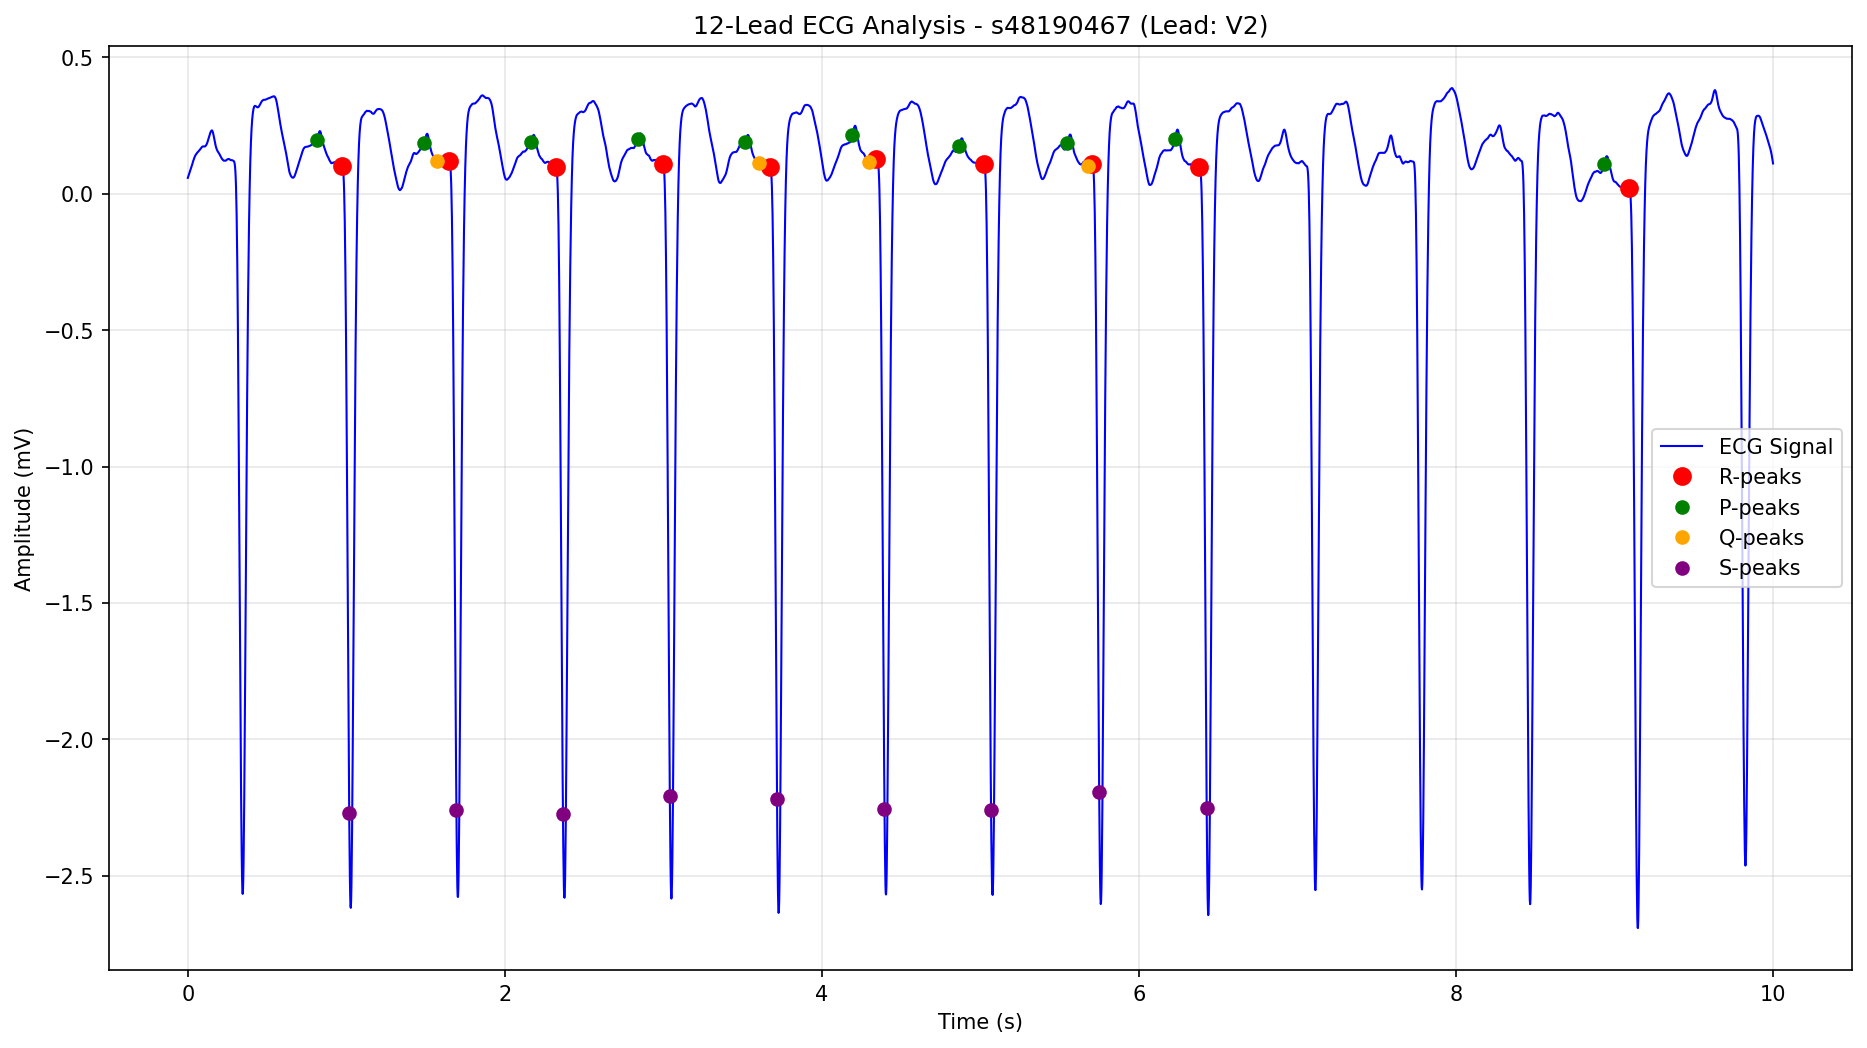 12-Lead ECG Analysis - s48190467 (Lead: V2)
0.5
0.0
−0.5
−1.0
−1.5
−2.0
−2.5
Amplitude (mV)
ECG Signal
R-peaks
P-peaks
Q-peaks
S-peaks
0 2 4 6 8 10
Time (s)